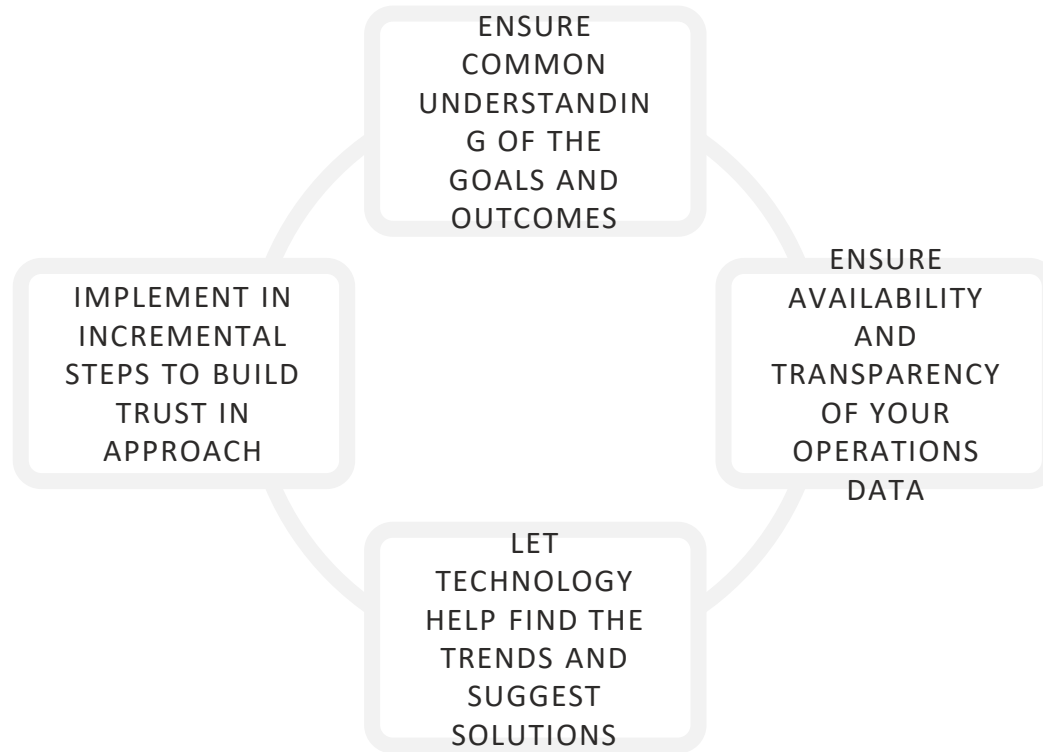 ENSURE
COMMON
UNDERSTANDIN
G OF THE
GOALS AND
OUTCOMES
ENSURE
AVAILABILITY
AND
TRANSPARENCY
OF YOUR
OPERATIONS
DATA
LET
TECHNOLOGY
HELP FIND THE
TRENDS AND
SUGGEST
SOLUTIONS
IMPLEMENT IN
INCREMENTAL
STEPS TO BUILD
TRUST IN
APPROACH